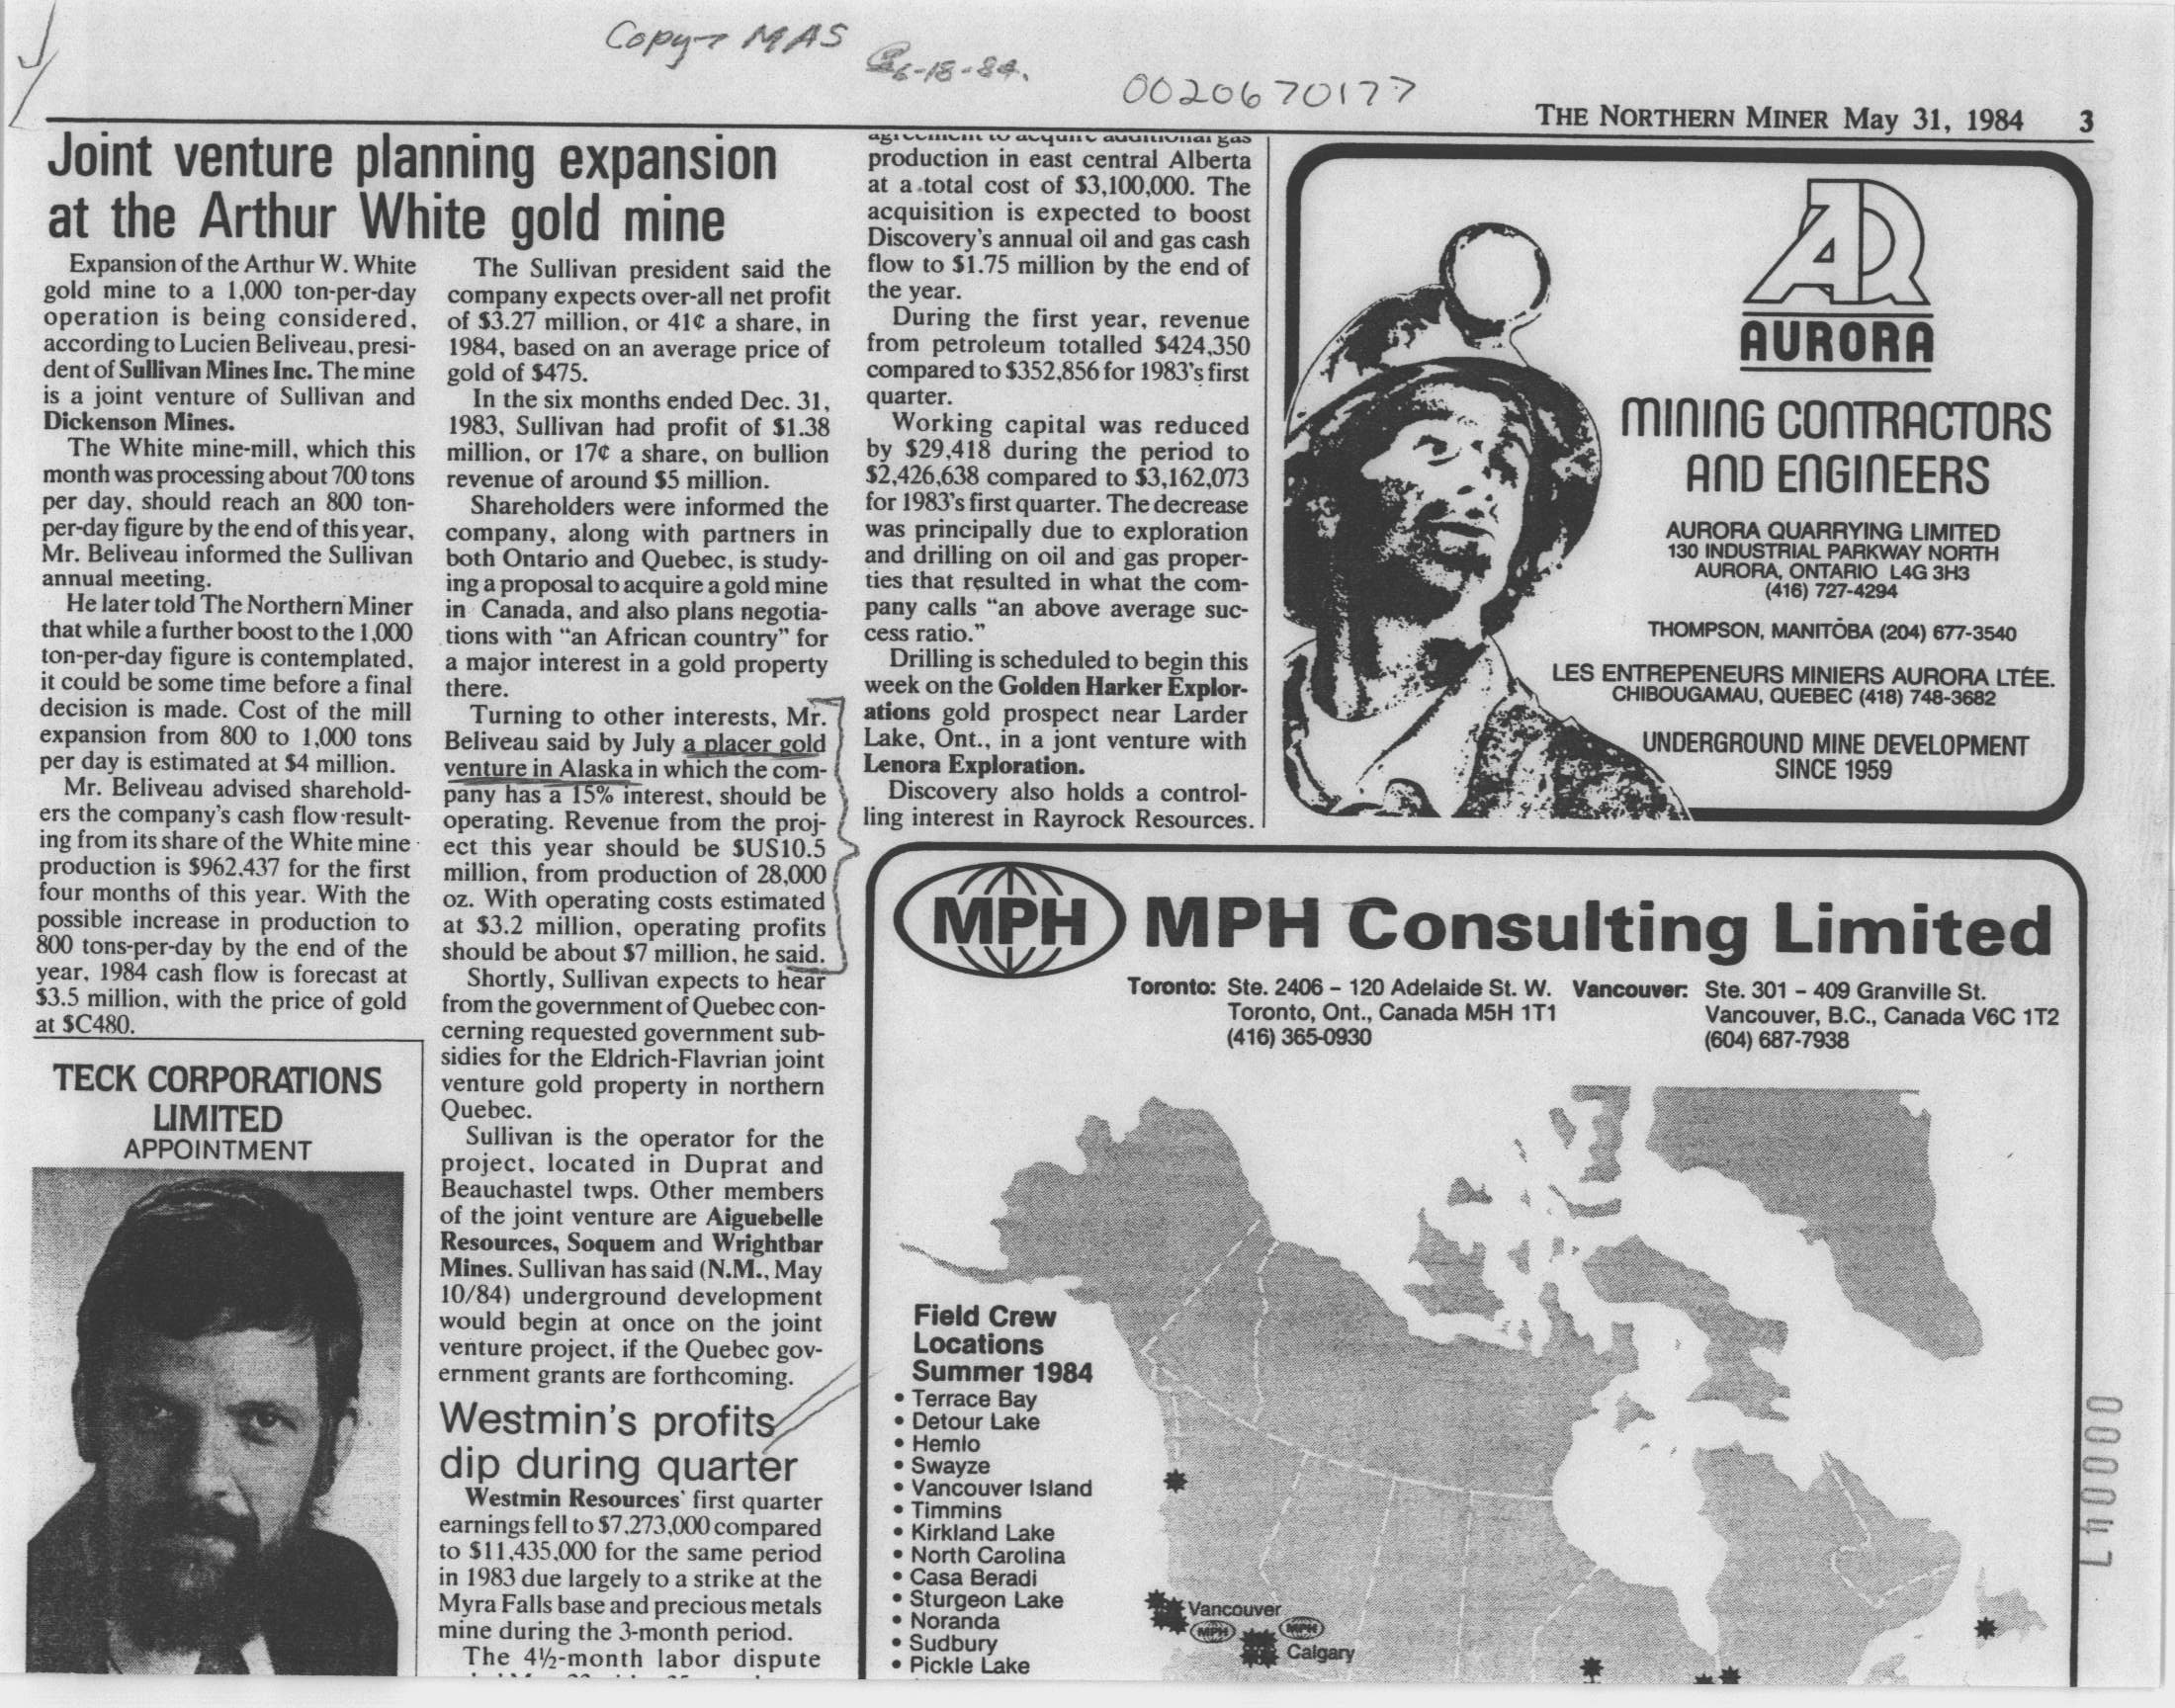 Copy→ MAS
6-18-84.
0020670177
THE NORTHERN MINER May 31, 1984 3
Joint venture planning expansion
at the Arthur White gold mine
Expansion of the Arthur W. White
gold mine to a 1,000 ton-per-day
operation is being considered,
according to Lucien Beliveau, presi-
dent of Sullivan Mines Inc. The mine
is a joint venture of Sullivan and
Dickenson Mines.
The White mine-mill, which this
month was processing about 700 tons
per day, should reach an 800 ton-
per-day figure by the end of this year,
Mr. Beliveau informed the Sullivan
annual meeting.
He later told The Northern Miner
that while a further boost to the 1,000
ton-per-day figure is contemplated,
it could be some time before a final
decision is made. Cost of the mill
expansion from 800 to 1,000 tons
per day is estimated at $4 million.
Mr. Beliveau advised sharehold-
ers the company's cash flow result-
ing from its share of the White mine
production is $962,437 for the first
four months of this year. With the
possible increase in production to
800 tons-per-day by the end of the
year, 1984 cash flow is forecast at
$3.5 million, with the price of gold
at $C480.
TECK CORPORATIONS
LIMITED
APPOINTMENT
The Sullivan president said the
company expects over-all net profit
of $3.27 million, or 41¢ a share, in
1984, based on an average price of
gold of $475.
In the six months ended Dec. 31,
1983, Sullivan had profit of $1.38
million, or 17¢ a share, on bullion
revenue of around $5 million.
Shareholders were informed the
company, along with partners in
both Ontario and Quebec, is study-
ing a proposal to acquire a gold mine
in Canada, and also plans negotia-
tions with "an African country" for
a major interest in a gold property
there.
Turning to other interests, Mr.
Beliveau said by July a placer gold
venture in Alaska in which the com-
pany has a 15% interest, should be
operating. Revenue from the proj-
ect this year should be $US10.5
million, from production of 28,000
oz. With operating costs estimated
at $3.2 million, operating profits
should be about $7 million, he said.
Shortly, Sullivan expects to hear
from the government of Quebec con-
cerning requested government sub-
sidies for the Eldrich-Flavrian joint
venture gold property in northern
Quebec.
Sullivan is the operator for the
project, located in Duprat and
Beauchastel twps. Other members
of the joint venture are Aiguebelle
Resources, Soquem and Wrightbar
Mines. Sullivan has said (N.M., May
10/84) underground development
would begin at once on the joint
venture project, if the Quebec gov-
ernment grants are forthcoming.
Westmin's profits
dip during quarter
Westmin Resources' first quarter
earnings fell to $7,273,000 compared
to $11,435,000 for the same period
in 1983 due largely to a strike at the
Myra Falls base and precious metals
mine during the 3-month period.
The 4½-month labor dispute
agreement to acquire additional gas
production in east central Alberta
at a total cost of $3,100,000. The
acquisition is expected to boost
Discovery's annual oil and gas cash
flow to $1.75 million by the end of
the year.
During the first year, revenue
from petroleum totalled $424,350
compared to $352,856 for 1983's first
quarter.
Working capital was reduced
by $29,418 during the period to
$2,426,638 compared to $3,162,073
for 1983's first quarter. The decrease
was principally due to exploration
and drilling on oil and gas proper-
ties that resulted in what the com-
pany calls "an above average suc-
cess ratio."
Drilling is scheduled to begin this
week on the Golden Harker Explor-
ations gold prospect near Larder
Lake, Ont., in a jont venture with
Lenora Exploration.
Discovery also holds a control-
ling interest in Rayrock Resources.
AURORA
MINING CONTRACTORS
AND ENGINEERS
AURORA QUARRYING LIMITED
130 INDUSTRIAL PARKWAY NORTH
AURORA, ONTARIO L4G 3H3
(416) 727-4294
THOMPSON, MANITOBA (204) 677-3540
LES ENTREPENEURS MINIERS AURORA LTÉE.
CHIBOUGAMAU, QUEBEC (418) 748-3682
UNDERGROUND MINE DEVELOPMENT
SINCE 1959
MPH MPH Consulting Limited
Toronto: Ste. 2406 – 120 Adelaide St. W.
Toronto, Ont., Canada M5H 1T1
(416) 365-0930
Vancouver: Ste. 301 – 409 Granville St.
Vancouver, B.C., Canada V6C 1T2
(604) 687-7938
Field Crew
Locations
Summer 1984
• Terrace Bay
• Detour Lake
• Hemlo
• Swayze
• Vancouver Island
• Timmins
• Kirkland Lake
• North Carolina
• Casa Beradi
• Sturgeon Lake
• Noranda
• Sudbury
• Pickle Lake
Vancouver
MPH
MPH
Calgary
000047